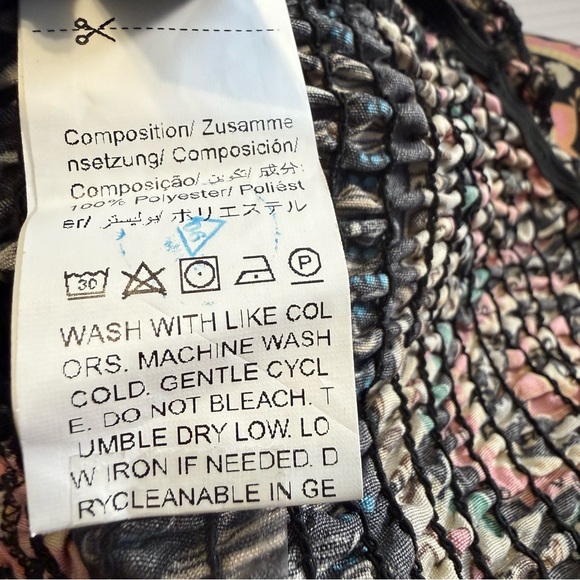 Composition/ Zusamme
nsetzung/ Composición/
Composição/ تكوين/ 成分:
100% Polyester/ Poliést
er/ بوليستر/ ポリエステル
30
P
WASH WITH LIKE COL
ORS. MACHINE WASH
COLD. GENTLE CYCL
E. DO NOT BLEACH. T
UMBLE DRY LOW. LO
W IRON IF NEEDED. D
RYCLEANABLE IN GE